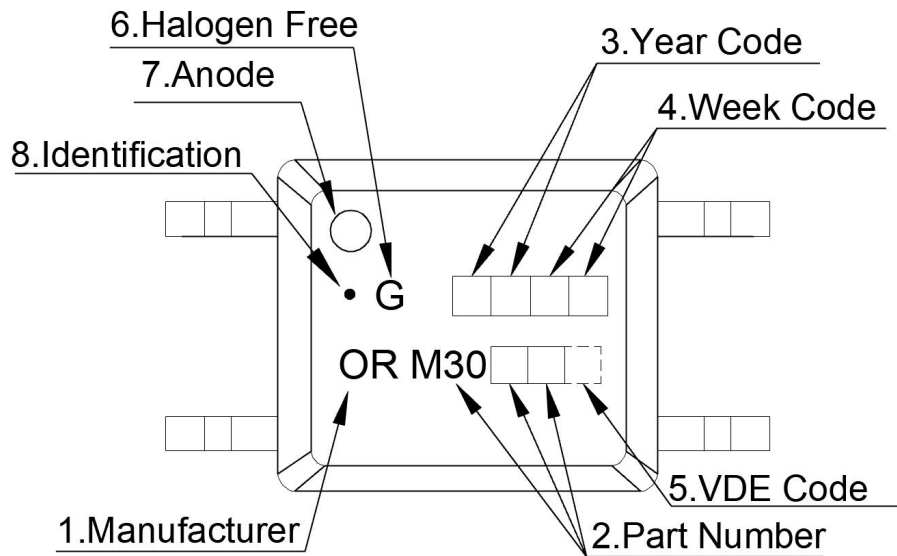 6.Halogen Free
3.Year Code
7.Anode
4.Week Code
8.Identification
G
OR M30
5.VDE Code
1.Manufacturer
2.Part Number